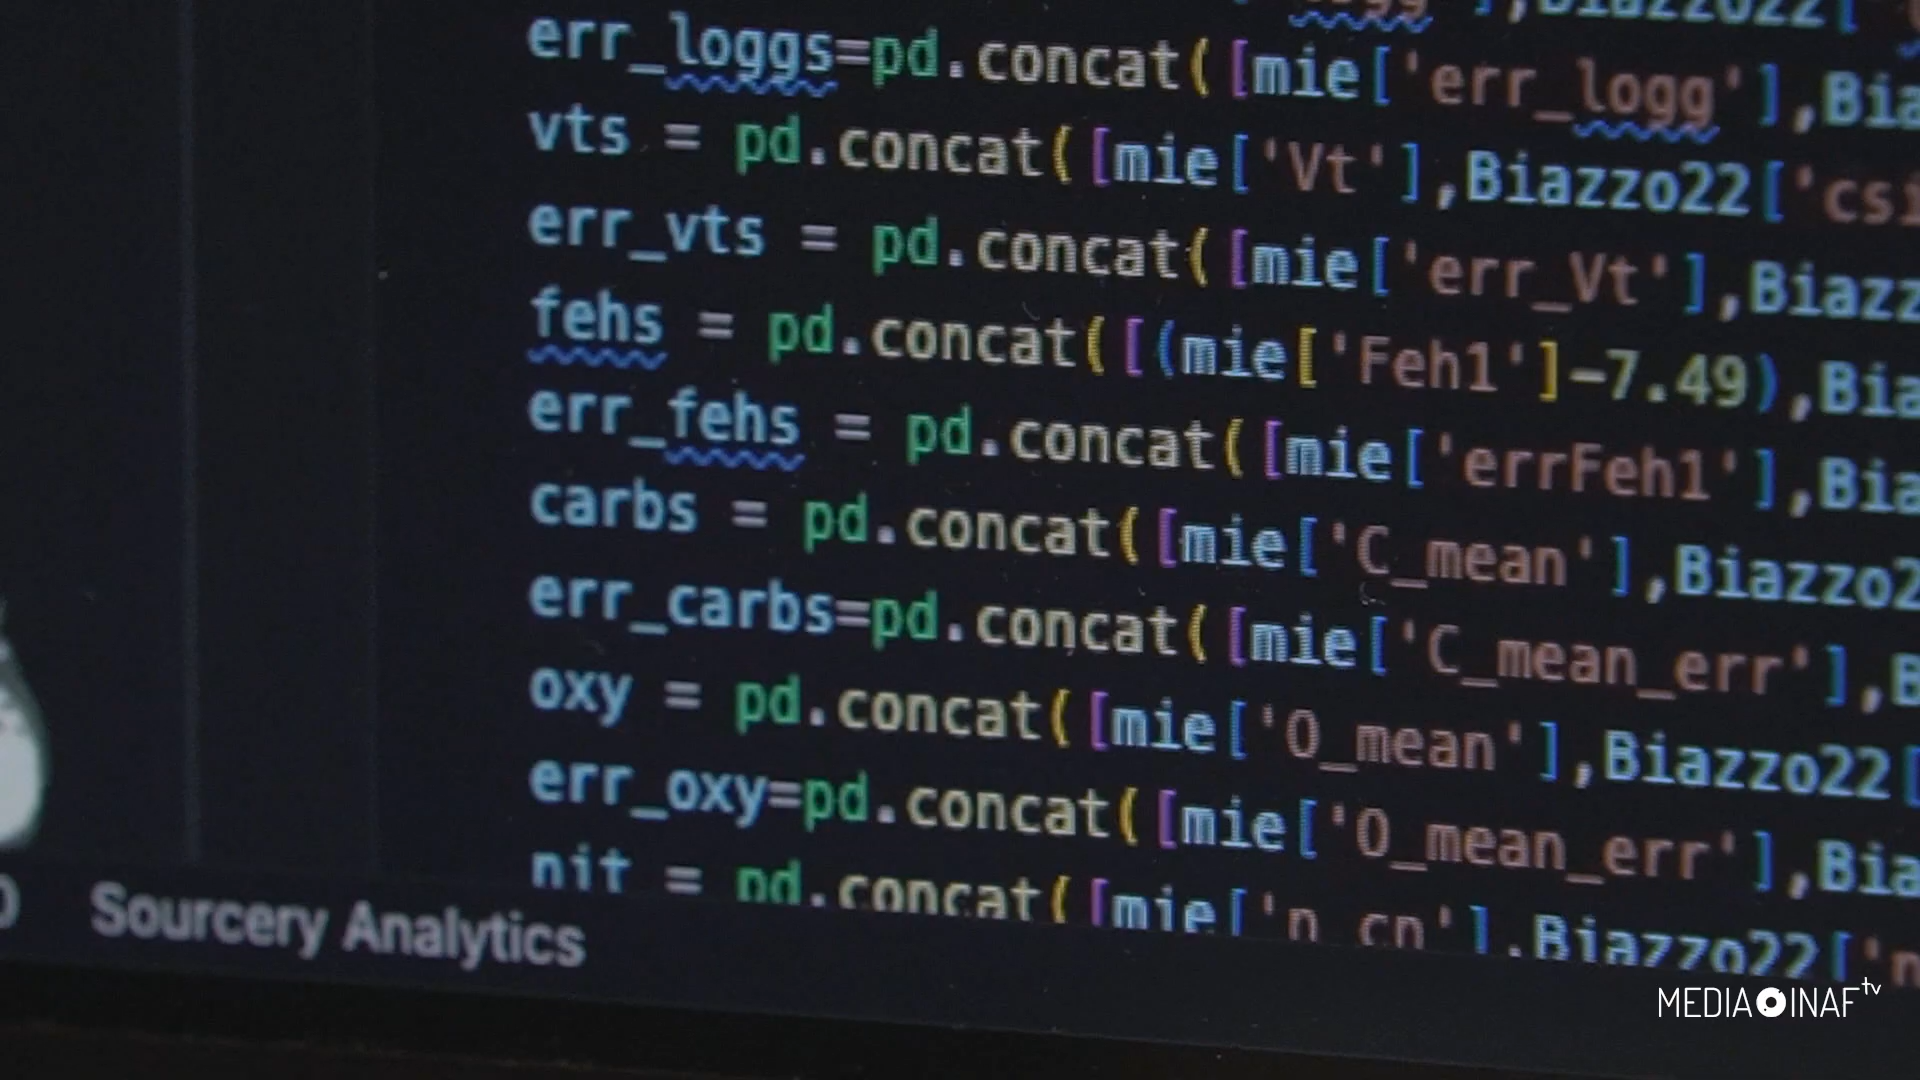 err_loggs=pd.concat([mie['err_logg'],Bia
vts = pd.concat([mie['Vt'],Biazzo22['csi
err_vts = pd.concat([mie['err_Vt'],Biazz
fehs = pd.concat([(mie['Feh1']-7.49),Bia
err_fehs = pd.concat([mie['errFeh1'],Bia
carbs = pd.concat([mie['C_mean'],Biazzo2
err_carbs=pd.concat([mie['C_mean_err'],B
oxy = pd.concat([mie['O_mean'],Biazzo22[
err_oxy=pd.concat([mie['O_mean_err'],Bia
nit = pd.concat([mie['n_cn'],Biazzo22['n
Sourcery Analytics
MEDIA INAF tv